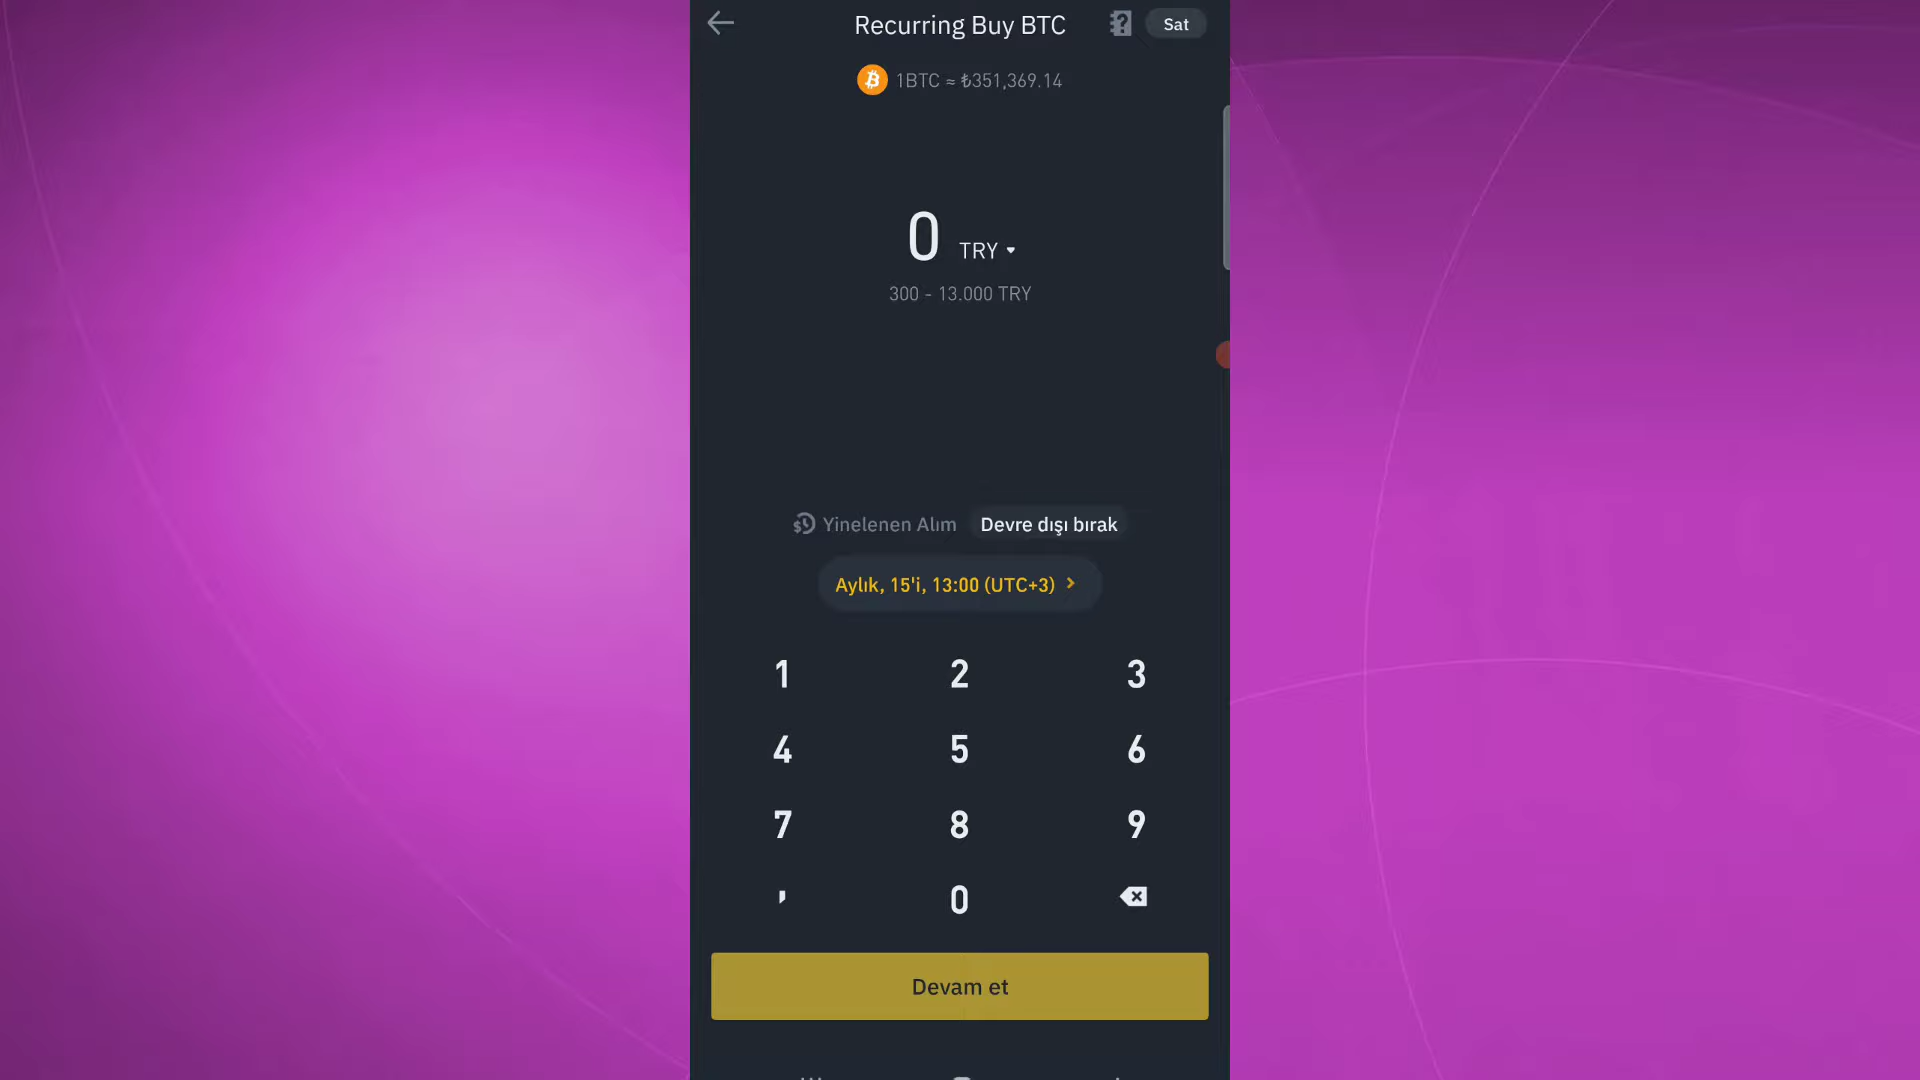 Recurring Buy BTC
Sat
1BTC ≈ ₺351,369.14
0 TRY
300 - 13.000 TRY
Yinelenen Alım Devre dışı bırak
Aylık, 15'i, 13:00 (UTC+3)
1 2 3
4 5 6
7 8 9
, 0
Devam et